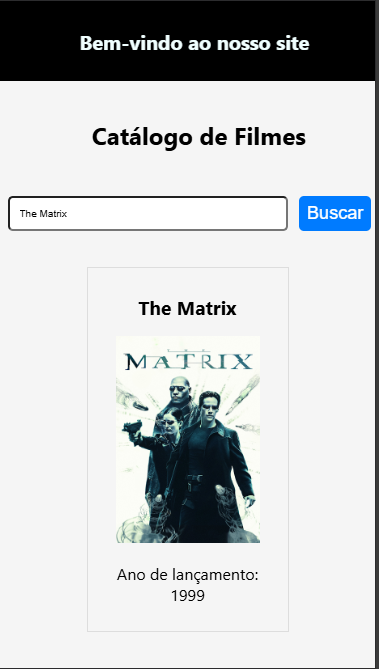 Bem-vindo ao nosso site
Catálogo de Filmes
The Matrix
Buscar
The Matrix
MATRIX
Ano de lançamento:
1999